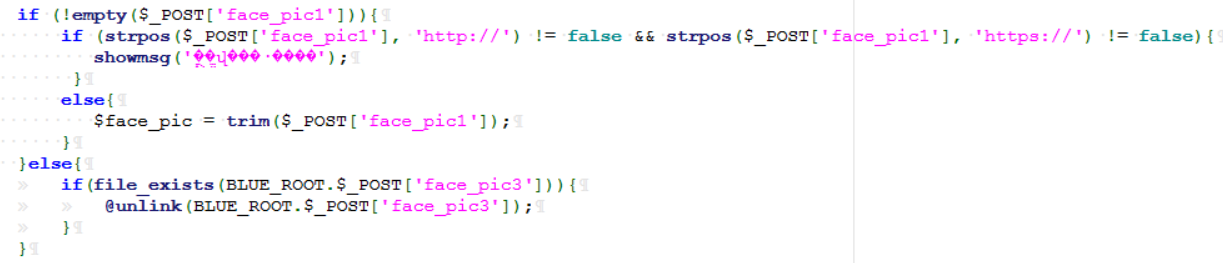 if (!empty($_POST['face_pic1'])){
if (strpos($_POST['face_pic1'], 'http://') != false && strpos($_POST['face_pic1'], 'https://') != false){
showmsg('');
}
else{
$face_pic = trim($_POST['face_pic1']);
}
}else{
if(file_exists(BLUE_ROOT.$_POST['face_pic3'])){
@unlink(BLUE_ROOT.$_POST['face_pic3']);
}
}